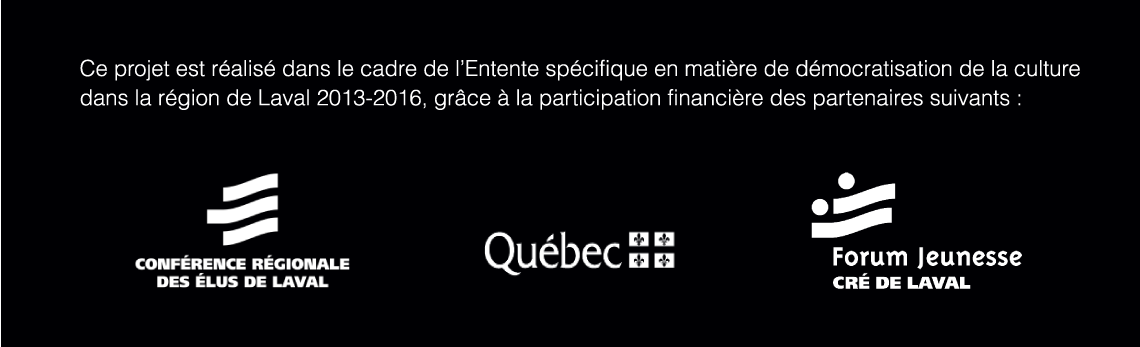 Ce projet est réalisé dans le cadre de l'Entente spécifique en matière de démocratisation de la culture
dans la région de Laval 2013-2016, grâce à la participation financière des partenaires suivants :
CONFÉRENCE RÉGIONALE
DES ÉLUS DE LAVAL
Québec
Forum Jeunesse
CRÉ DE LAVAL